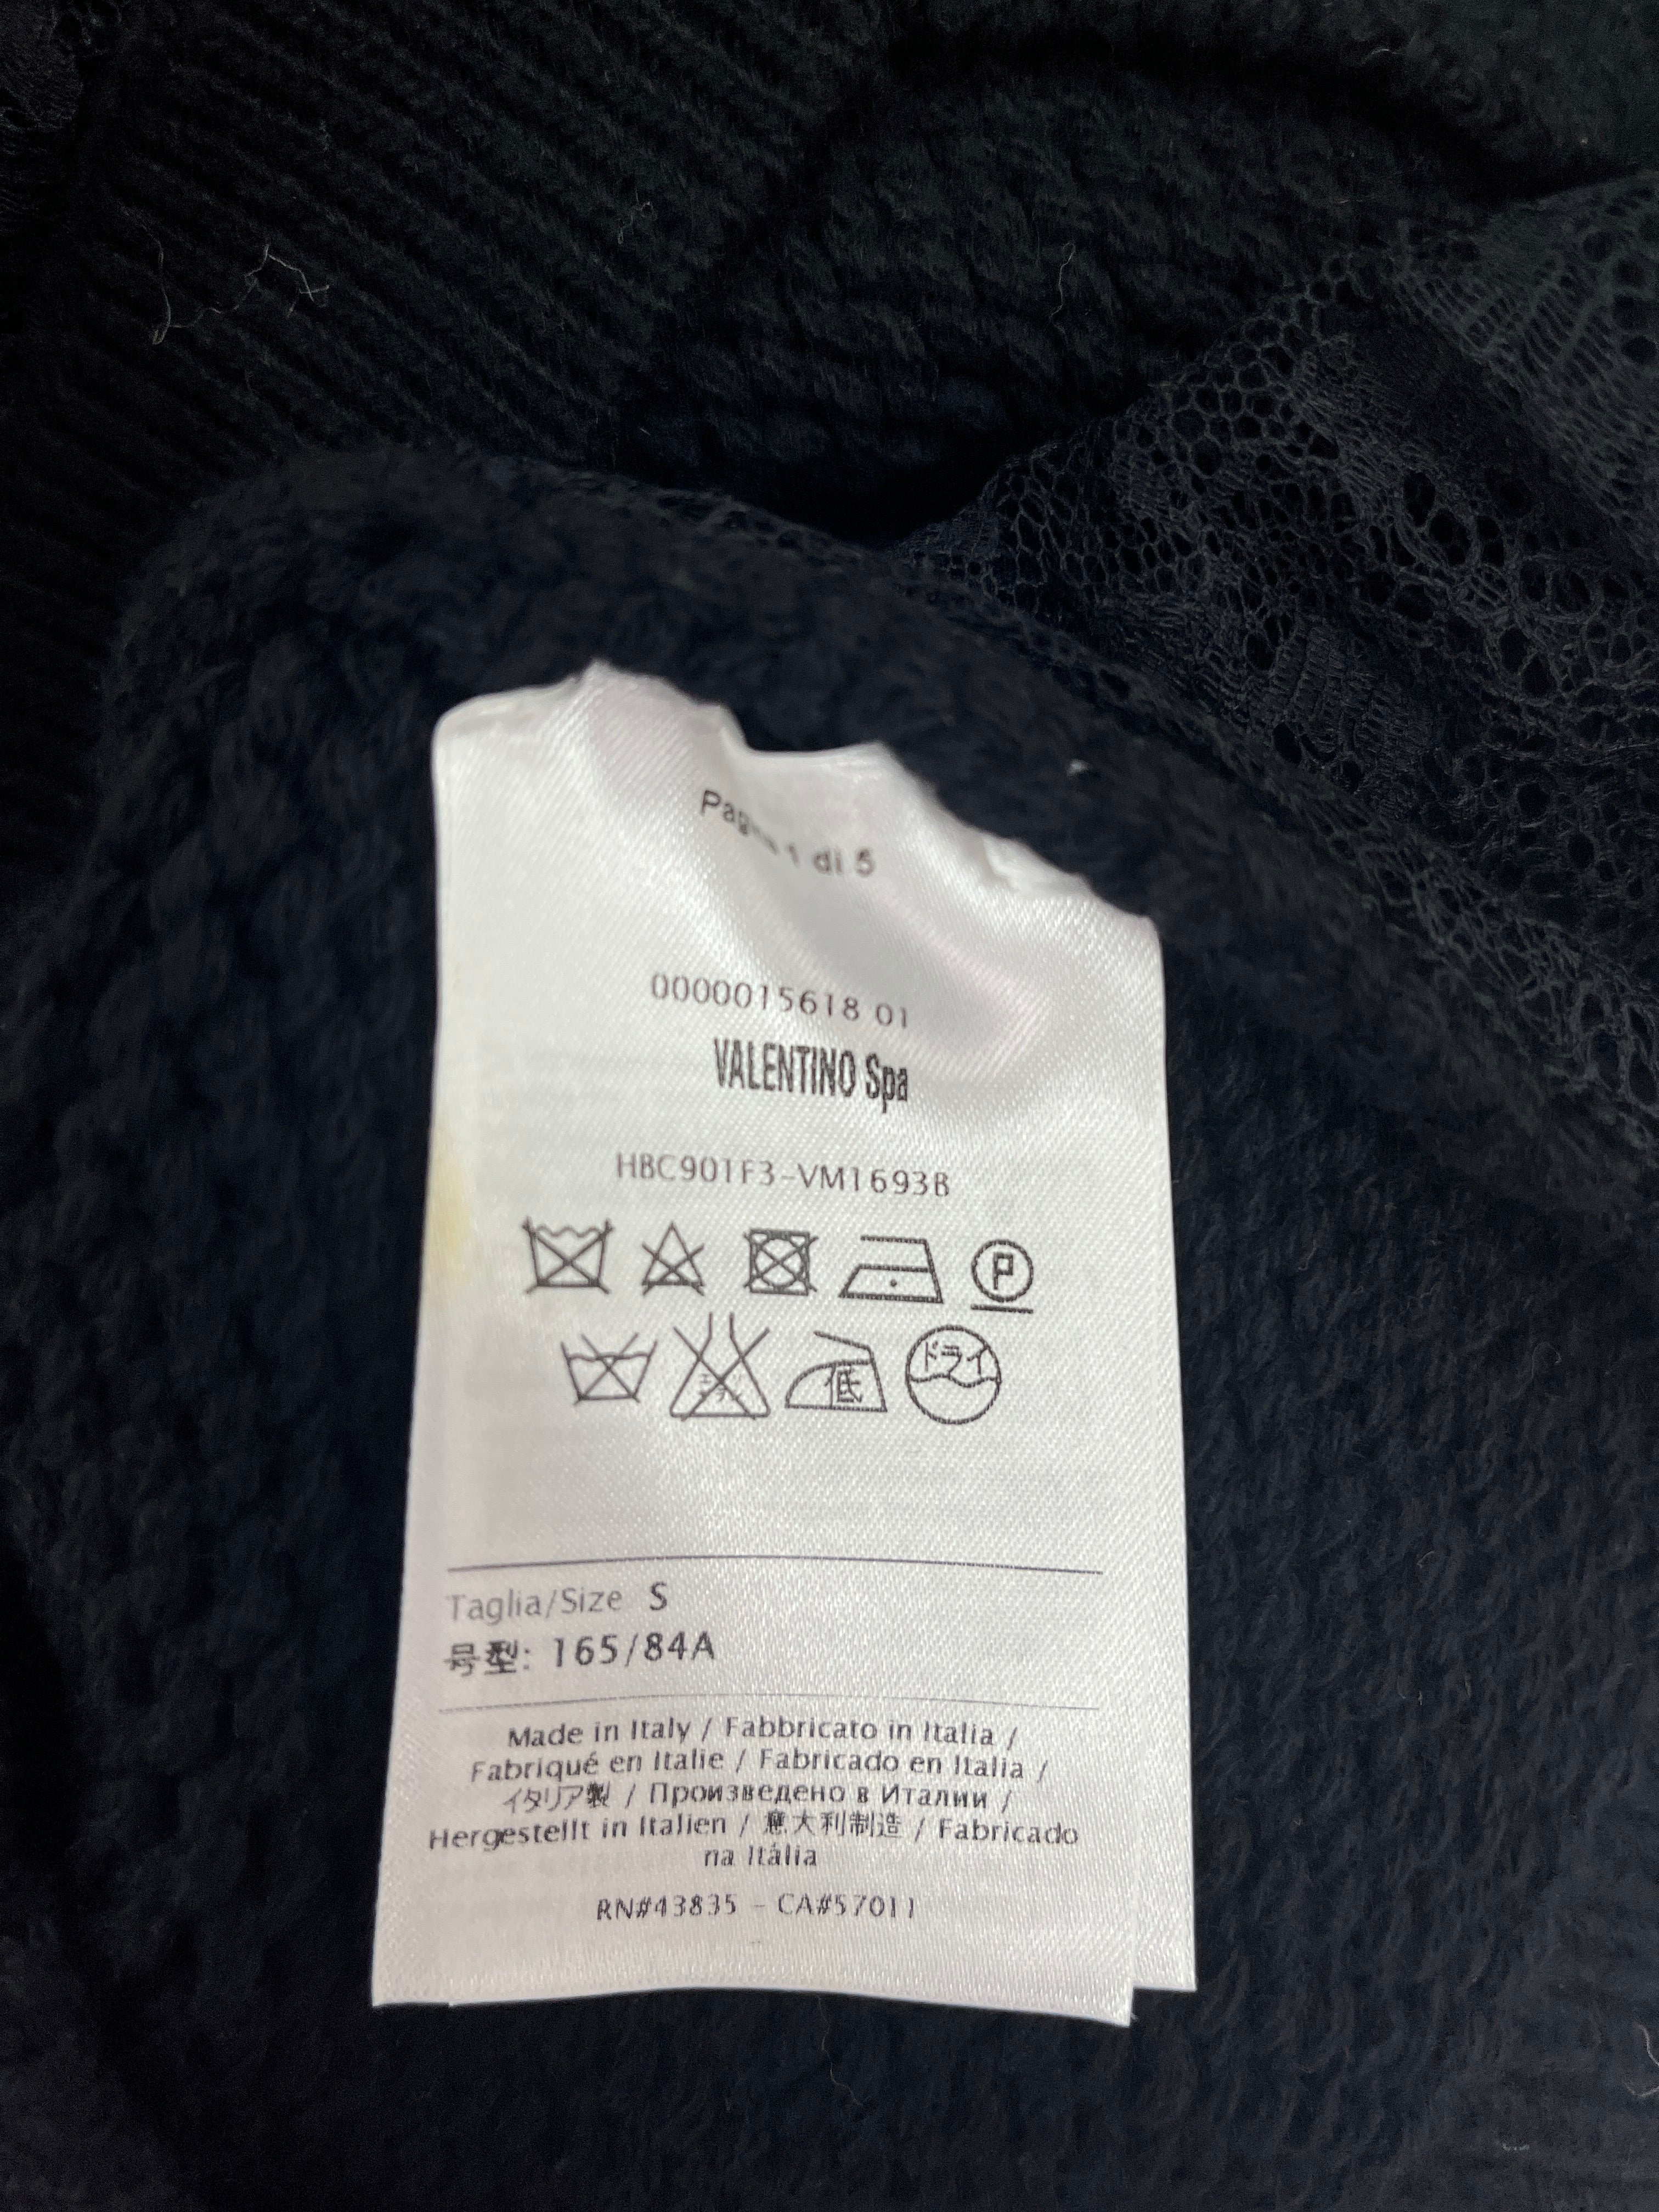 Pagina 1 di 5
0000015618 01
VALENTINO Spa
HBC901F3-VM1693B
P
低 ドライ
Taglia/Size S
号型: 165/84A
Made in Italy / Fabbricato in Italia /
Fabriqué en Italie / Fabricado en Italia /
イタリア製 / Произведено в Италии /
Hergestellt in Italien / 意大利制造 / Fabricado
na Itália
RN#43835 - CA#57011